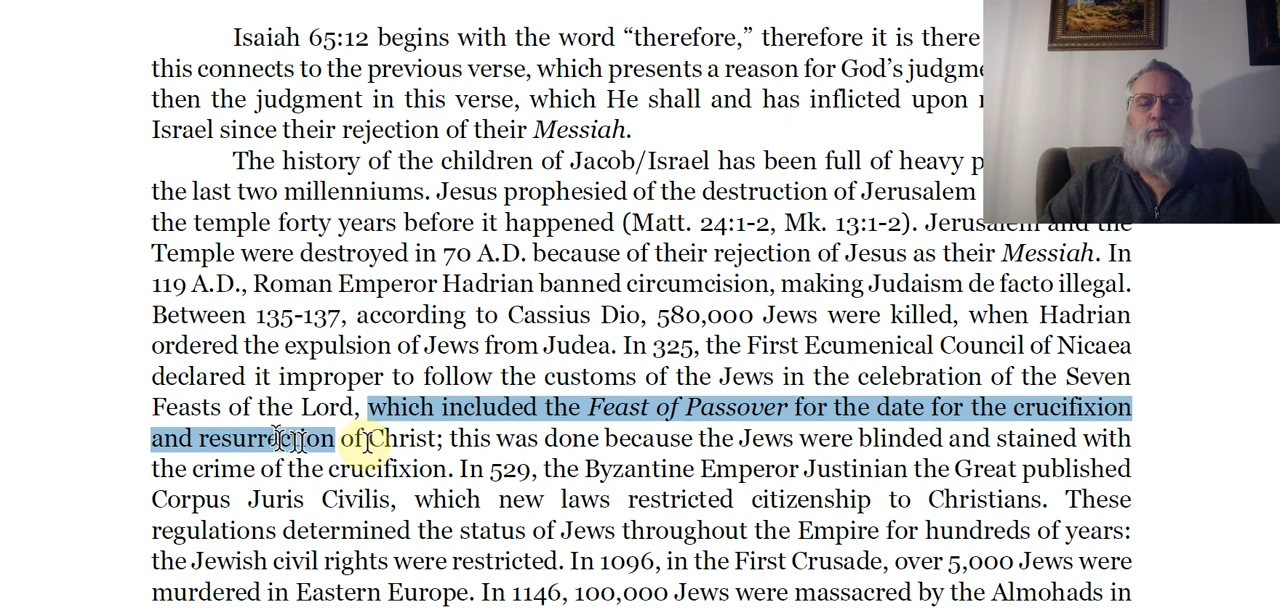 Isaiah 65:12 begins with the word “therefore,” therefore it is there
this connects to the previous verse, which presents a reason for God’s
then the judgment in this verse, which He shall and has inflicted upon
Israel since their rejection of their Messiah.
The history of the children of Jacob/Israel has been full of heavy
the last two millenniums. Jesus prophesied of the destruction of Jerusalem
the temple forty years before it happened (Matt. 24:1-2, Mk. 13:1-2). Jerusalem and the
Temple were destroyed in 70 A.D. because of their rejection of Jesus as their Messiah. In
119 A.D., Roman Emperor Hadrian banned circumcision, making Judaism de facto illegal.
Between 135-137, according to Cassius Dio, 580,000 Jews were killed, when Hadrian
ordered the expulsion of Jews from Judea. In 325, the First Ecumenical Council of Nicaea
declared it improper to follow the customs of the Jews in the celebration of the Seven
Feasts of the Lord, which included the Feast of Passover for the date for the crucifixion
and resurrection of Christ; this was done because the Jews were blinded and stained with
the crime of the crucifixion. In 529, the Byzantine Emperor Justinian the Great published
Corpus Juris Civilis, which new laws restricted citizenship to Christians. These
regulations determined the status of Jews throughout the Empire for hundreds of years:
the Jewish civil rights were restricted. In 1096, in the First Crusade, over 5,000 Jews were
murdered in Eastern Europe. In 1146, 100,000 Jews were massacred by the Almohads in